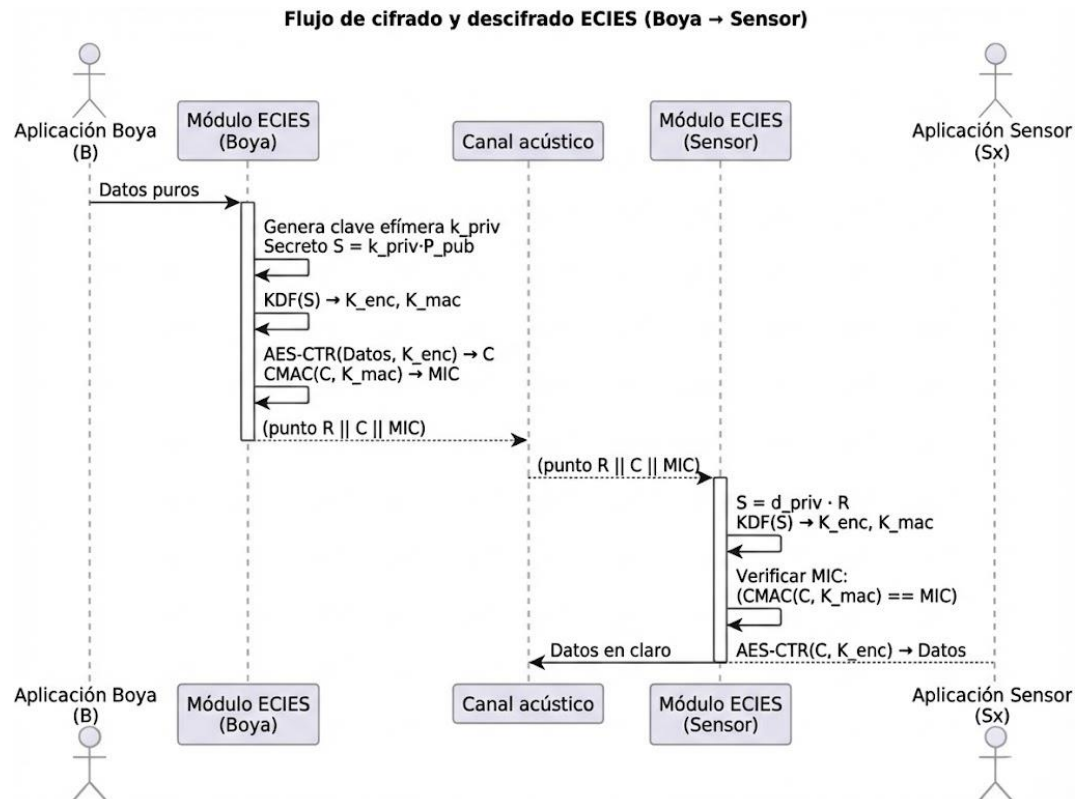 Flujo de cifrado y descifrado ECIES (Boya → Sensor)
Aplicación Boya
(B)
Módulo ECIES
(Boya)
Canal acústico
Módulo ECIES
(Sensor)
Aplicación Sensor
(Sx)
Datos puros
Genera clave efímera k_priv
Secreto S = k_priv·P_pub
KDF(S) → K_enc, K_mac
AES-CTR(Datos, K_enc) → C
CMAC(C, K_mac) → MIC
(punto R || C || MIC)
(punto R || C || MIC)
S = d_priv · R
KDF(S) → K_enc, K_mac
Verificar MIC:
(CMAC(C, K_mac) == MIC)
Datos en claro
AES-CTR(C, K_enc) → Datos
Aplicación Boya
(B)
Módulo ECIES
(Boya)
Canal acústico
Módulo ECIES
(Sensor)
Aplicación Sensor
(Sx)